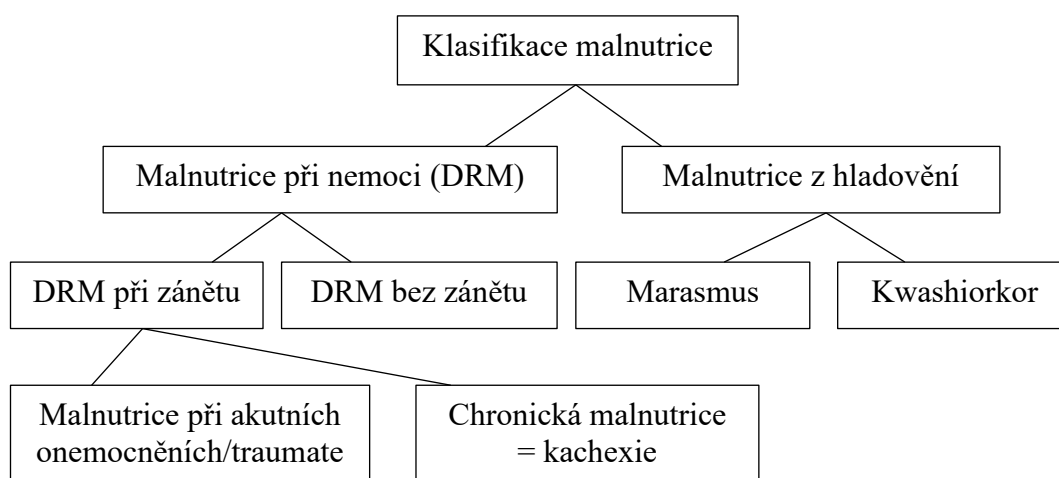 Klasifikace malnutrice
Malnutrice při nemoci (DRM)
Malnutrice z hladovění
DRM při zánětu
DRM bez zánětu
Marasmus
Kwashiorkor
Malnutrice při akutních
onemocněních/traumate
Chronická malnutrice
= kachexie